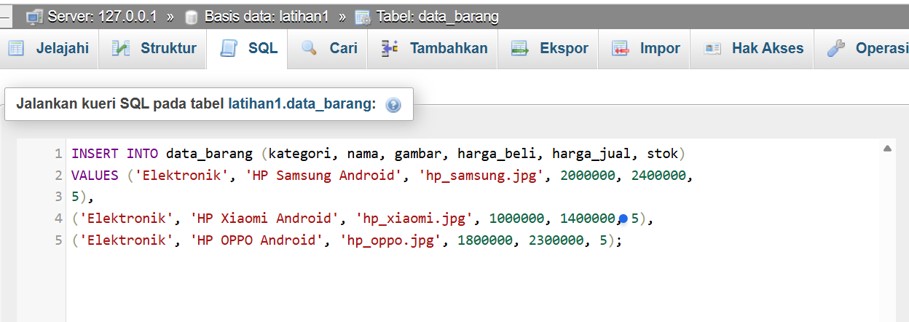 Server: 127.0.0.1 » Basis data: latihan1 » Tabel: data_barang
Jelajahi Struktur SQL Cari Tambahkan Ekspor Impor Hak Akses Operasi
Jalankan kueri SQL pada tabel latihan1.data_barang:
1 INSERT INTO data_barang (kategori, nama, gambar, harga_beli, harga_jual, stok)
2 VALUES ('Elektronik', 'HP Samsung Android', 'hp_samsung.jpg', 2000000, 2400000,
3 5),
4 ('Elektronik', 'HP Xiaomi Android', 'hp_xiaomi.jpg', 1000000, 1400000, 5),
5 ('Elektronik', 'HP OPPO Android', 'hp_oppo.jpg', 1800000, 2300000, 5);